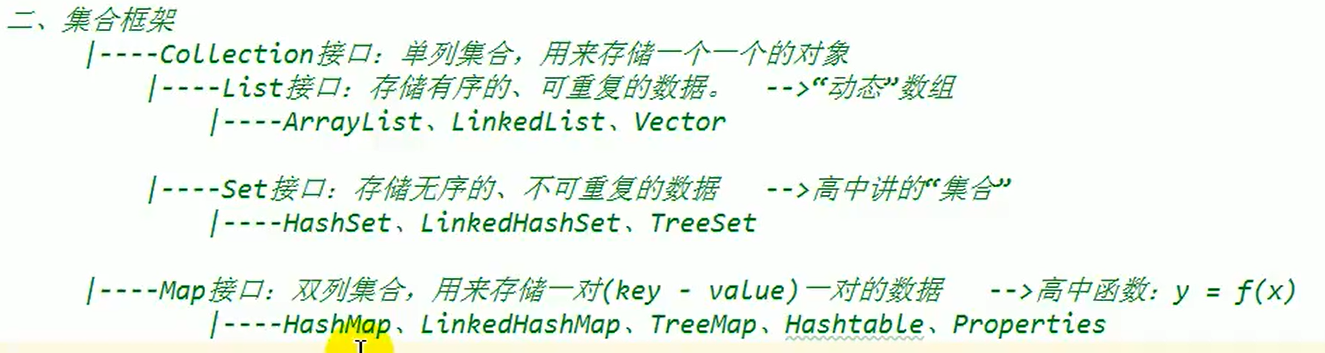 二、集合框架
|----Collection接口：单列集合，用来存储一个一个的对象
|----List接口：存储有序的、可重复的数据。 -->“动态”数组
|----ArrayList、LinkedList、Vector
|----Set接口：存储无序的、不可重复的数据 -->高中讲的“集合”
|----HashSet、LinkedHashSet、TreeSet
|----Map接口：双列集合，用来存储一对(key - value)一对的数据 -->高中函数：y = f(x)
|----HashMap、LinkedHashMap、TreeMap、Hashtable、Properties